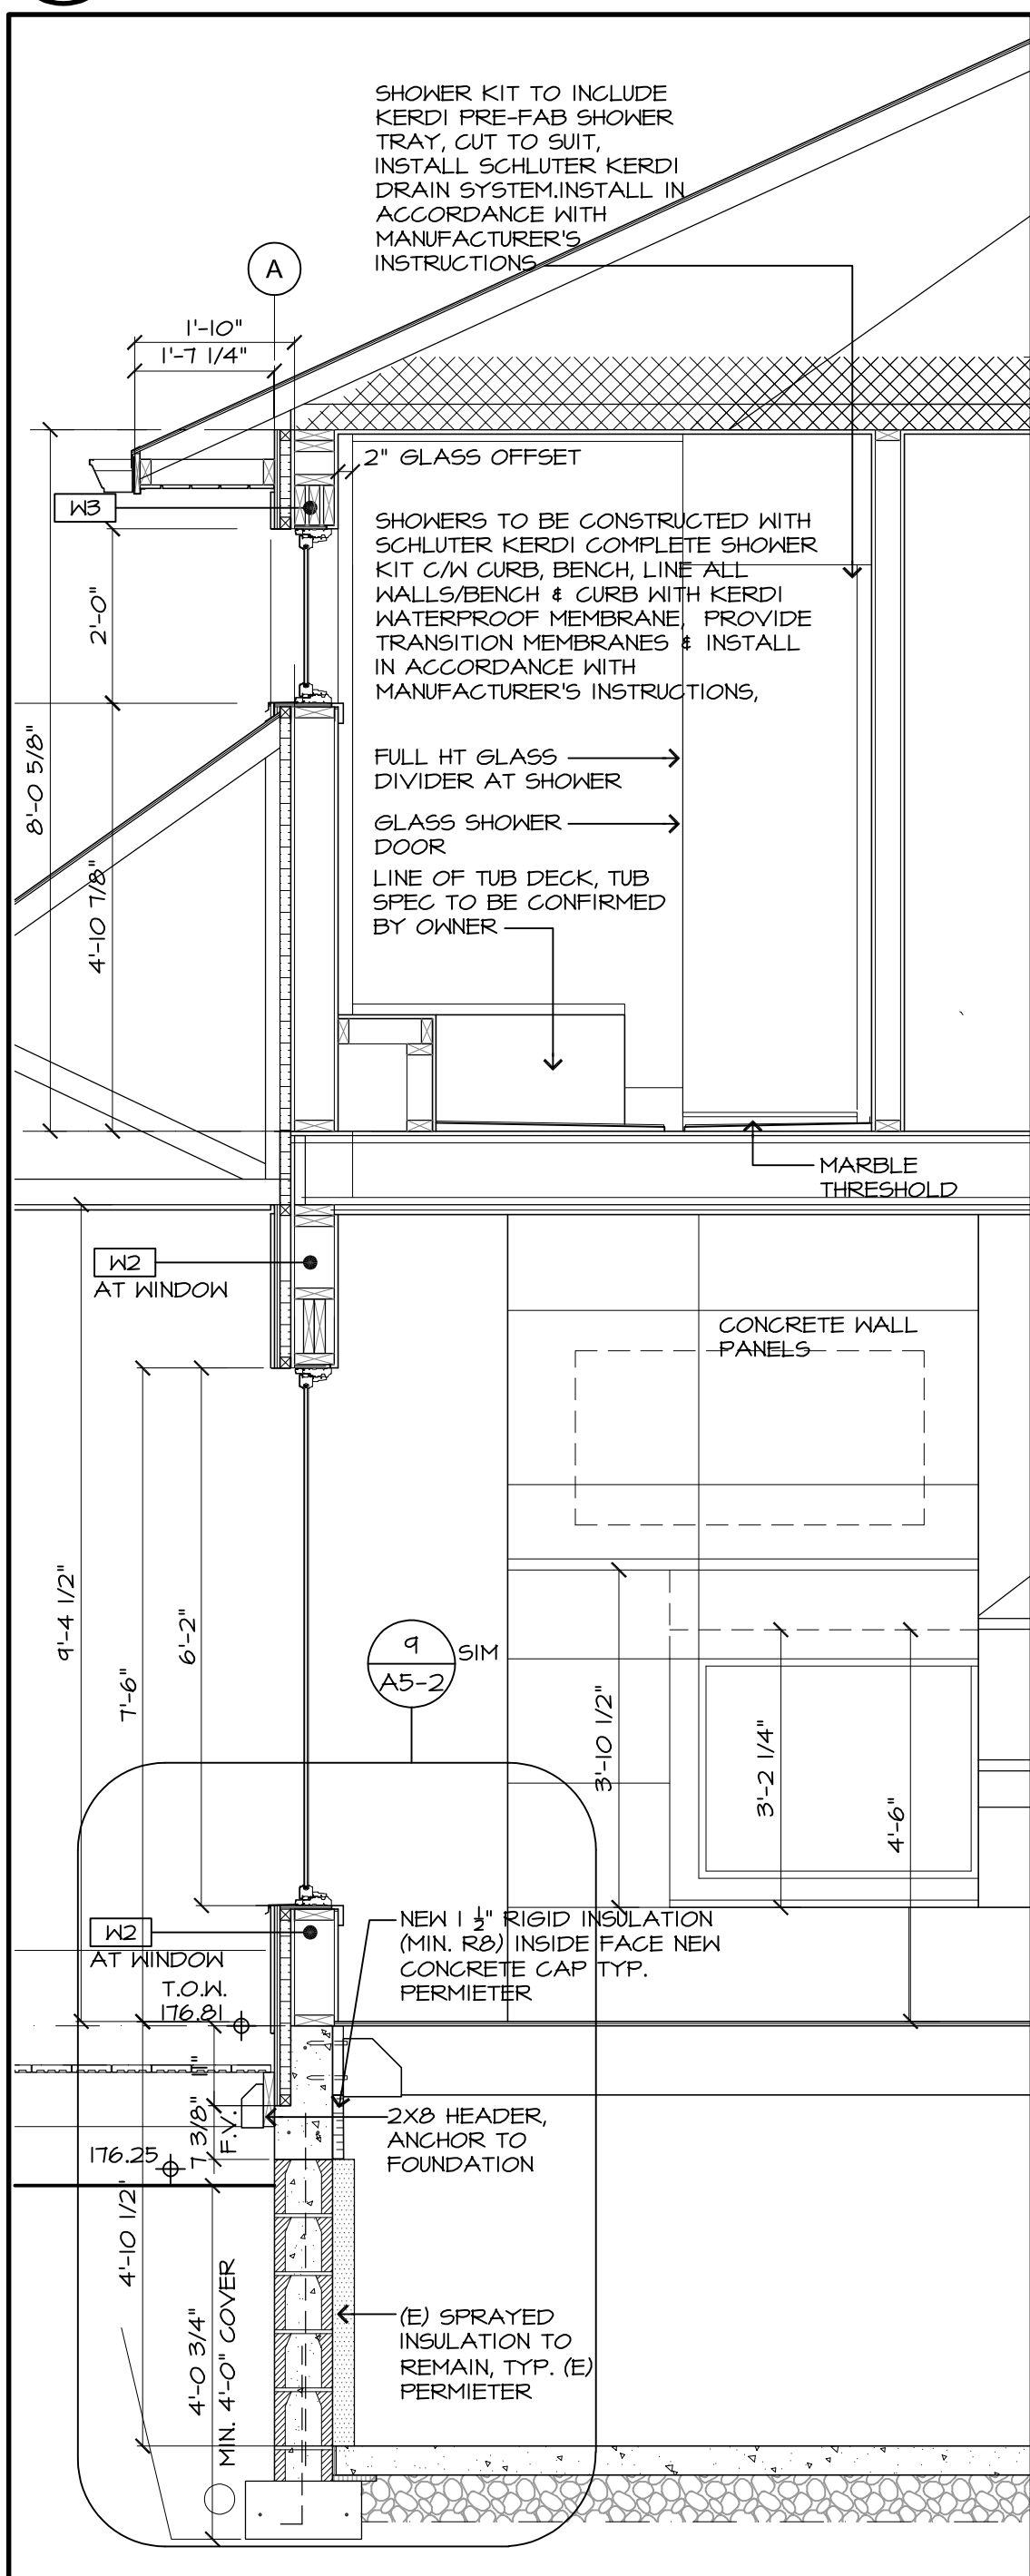 SHOWER KIT TO INCLUDE
KERDI PRE-FAB SHOWER
TRAY, CUT TO SUIT,
INSTALL SCHLUTER KERDI
DRAIN SYSTEM.INSTALL IN
ACCORDANCE WITH
MANUFACTURER'S
INSTRUCTIONS
A
1'-10"
1'-7 1/4"
2" GLASS OFFSET
W3
SHOWERS TO BE CONSTRUCTED WITH
SCHLUTER KERDI COMPLETE SHOWER
KIT C/W CURB, BENCH, LINE ALL
WALLS/BENCH & CURB WITH KERDI
WATERPROOF MEMBRANE, PROVIDE
TRANSITION MEMBRANES & INSTALL
IN ACCORDANCE WITH
MANUFACTURER'S INSTRUCTIONS,
2'-0"
8'-0 5/8"
4'-10 7/8"
FULL HT GLASS
DIVIDER AT SHOWER
GLASS SHOWER
DOOR
LINE OF TUB DECK, TUB
SPEC TO BE CONFIRMED
BY OWNER
MARBLE
THRESHOLD
W2
AT WINDOW
CONCRETE WALL
PANELS
9'-4 1/2"
7'-6"
6'-2"
9
A5-2
SIM
3'-10 1/2"
3'-2 1/4"
4'-6"
W2
AT WINDOW
T.O.W.
176.81
NEW 1 1/2" RIGID INSULATION
(MIN. R8) INSIDE FACE NEW
CONCRETE CAP TYP.
PERMIETER
11"
7 3/8"
F.V.
2X8 HEADER,
ANCHOR TO
FOUNDATION
176.25
4'-10 1/2"
4'-0 3/4"
MIN. 4'-0" COVER
(E) SPRAYED
INSULATION TO
REMAIN, TYP. (E)
PERMIETER